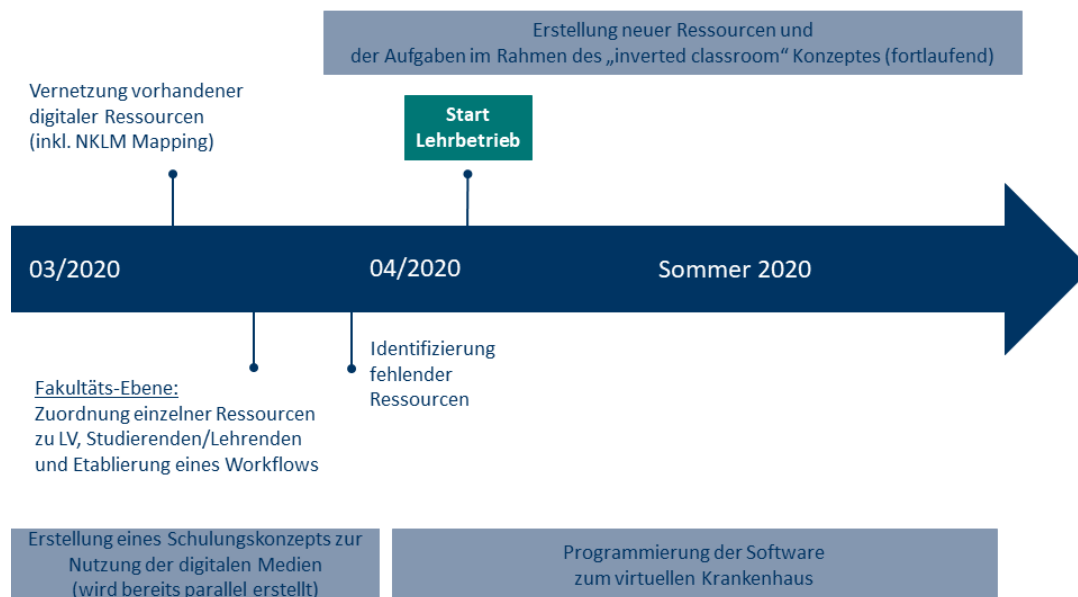 Erstellung neuer Ressourcen und
der Aufgaben im Rahmen des „inverted classroom“ Konzeptes (fortlaufend)
Vernetzung vorhandener
digitaler Ressourcen
(inkl. NKLM Mapping)
Start
Lehrbetrieb
03/2020
04/2020
Sommer 2020
Fakultäts-Ebene:
Zuordnung einzelner Ressourcen
zu LV, Studierenden/Lehrenden
und Etablierung eines Workflows
Identifizierung
fehlender
Ressourcen
Erstellung eines Schulungskonzepts zur
Nutzung der digitalen Medien
(wird bereits parallel erstellt)
Programmierung der Software
zum virtuellen Krankenhaus